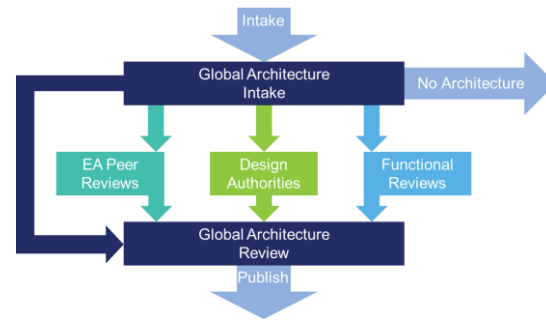 Intake
Global Architecture
Intake
No Architecture
EA Peer
Reviews
Design
Authorities
Functional
Reviews
Global Architecture
Review
Publish